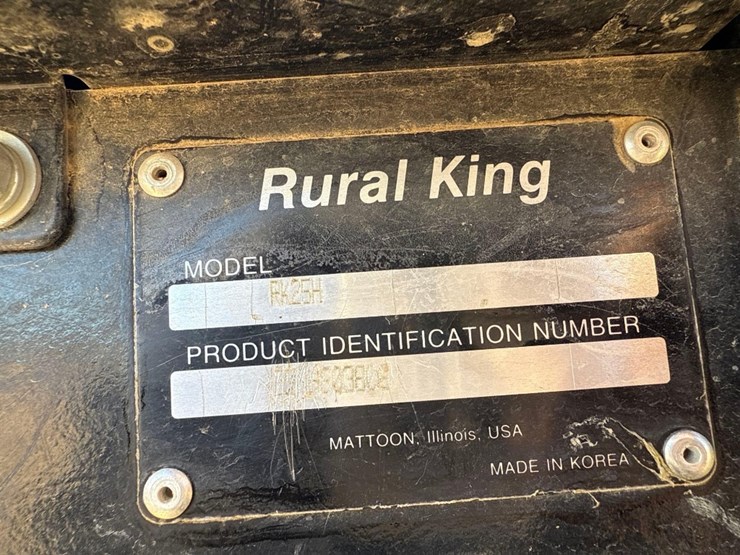 Rural King
MODEL
RK25H
PRODUCT IDENTIFICATION NUMBER
MATTOON, Illinois, USA
MADE IN KOREA